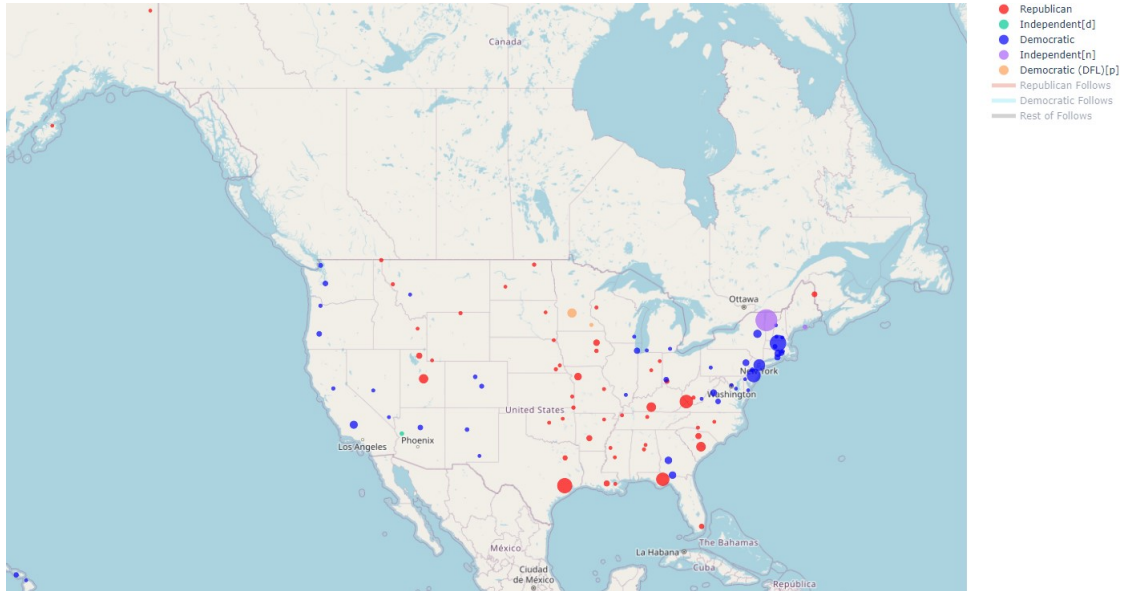 Canada
Ottawa
New York
Washington
United States
Los Angeles
Phoenix
México
Ciudad
de México
La Habana
The Bahamas
Cuba
República
Republican
Independent[d]
Democratic
Independent[n]
Democratic (DFL)[p]
Republican Follows
Democratic Follows
Rest of Follows